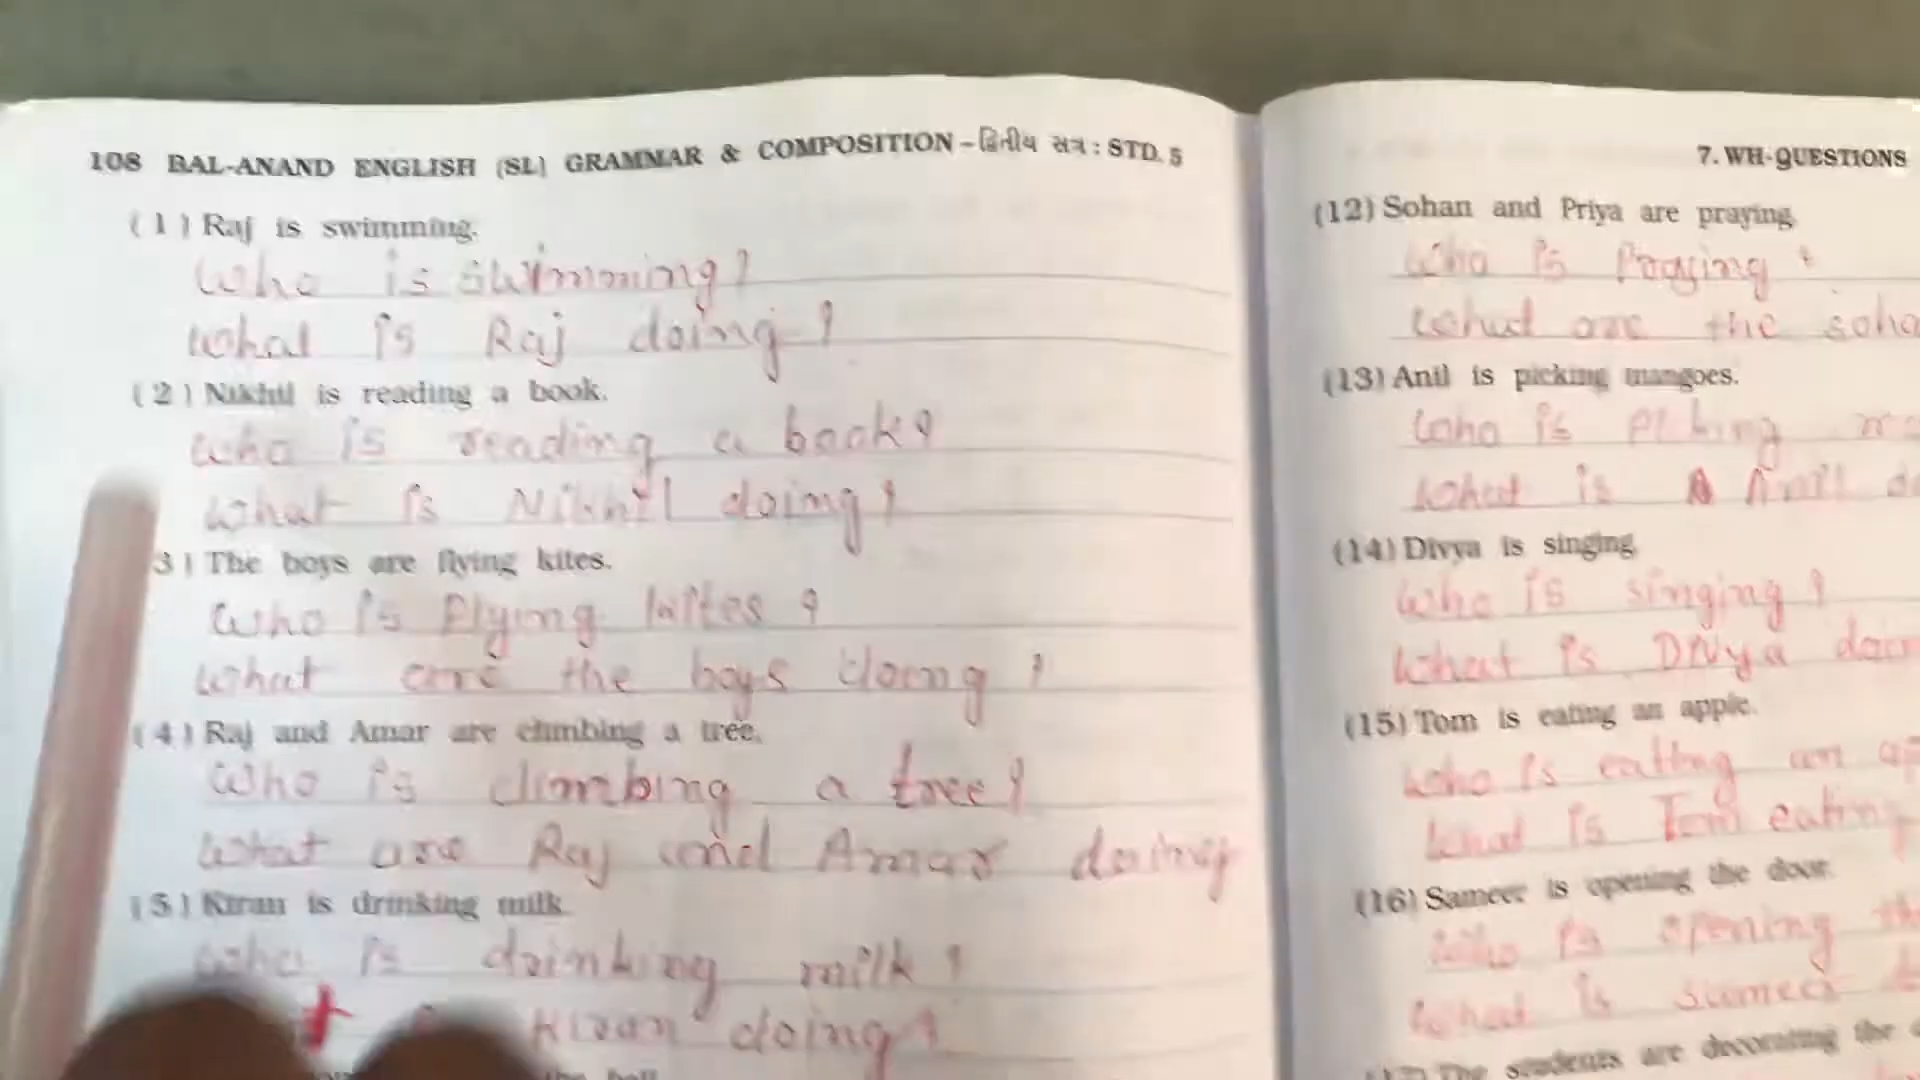 108 BAL-ANAND ENGLISH (SL) GRAMMAR & COMPOSITION - દ્વિતીય સત્ર : STD. 5
(1) Raj is swimming.
Who is swimming?
What is Raj doing?
(2) Nikhil is reading a book.
who is reading a book?
What is Nikhil doing?
3) The boys are flying kites.
Who is Flying kites?
What are the boys doing?
(4) Raj and Amar are climbing a tree.
Who is climbing a tree?
What are Raj and Amar doing
(5) Kiran is drinking milk.
who is drinking milk?
Kiran doing?
7. WH-QUESTIONS
(12) Sohan and Priya are praying.
Who is
What are the soha
(13) Anil is picking mangoes.
Who is
What is Anil do
(14) Divya is singing.
Who is singing?
What is Divya doin
(15) Tom is eating an apple.
who is eating an ap
What is Tom eating
(16) Sameer is opening the door.
Who is opening the
What is
The students are decorating the